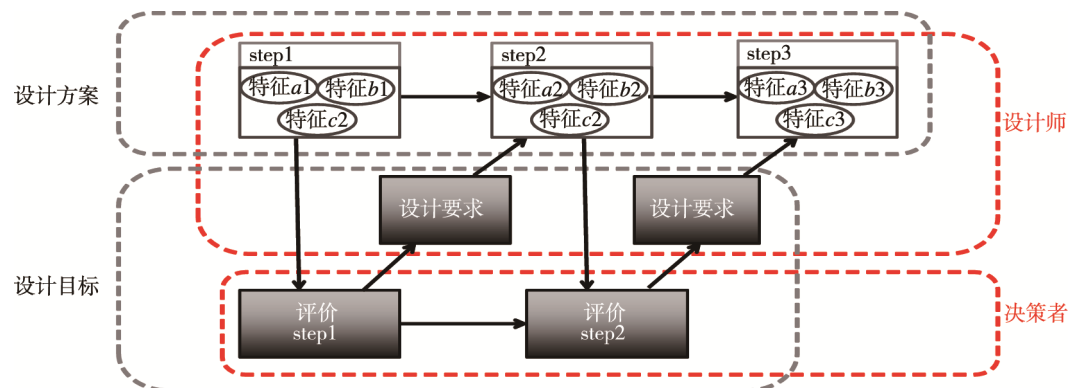 step1
step2
step3
特征a1
特征b1
特征a2
特征b2
特征a3
特征b3
设计方案
特征c2
特征c2
特征c3
设计师
设计要求
设计要求
设计目标
评价
step1
评价
step2
决策者